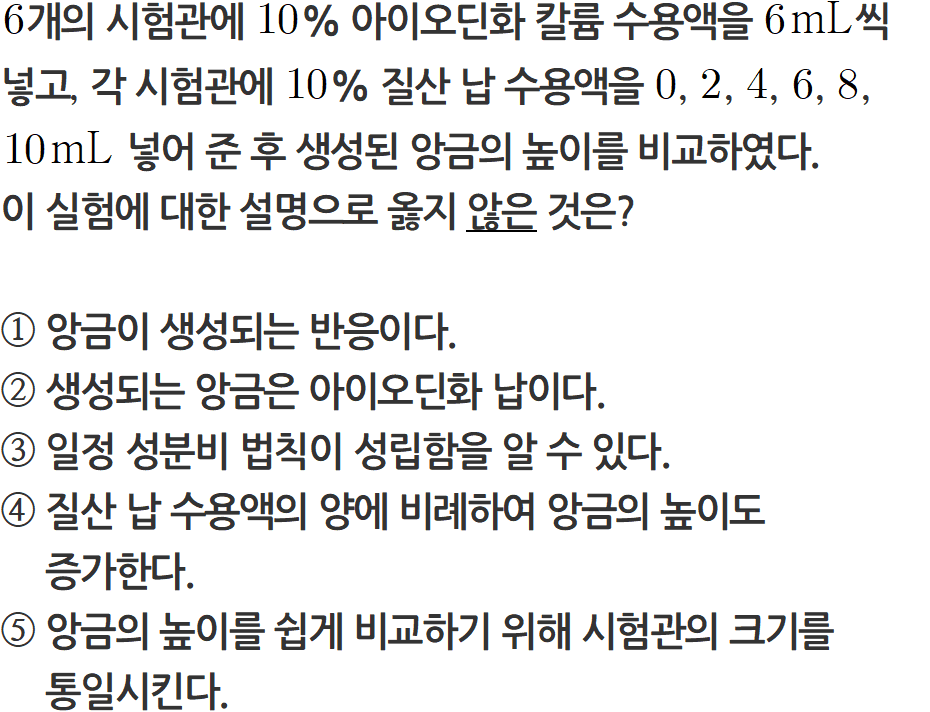 6개의 시험관에 10% 아이오딘화 칼륨 수용액을 6mL씩
넣고, 각 시험관에 10% 질산 납 수용액을 0, 2, 4, 6, 8,
10mL 넣어 준 후 생성된 앙금의 높이를 비교하였다.
이 실험에 대한 설명으로 옳지 않은 것은?
① 앙금이 생성되는 반응이다.
② 생성되는 앙금은 아이오딘화 납이다.
③ 일정 성분비 법칙이 성립함을 알 수 있다.
④ 질산 납 수용액의 양에 비례하여 앙금의 높이도
증가한다.
⑤ 앙금의 높이를 쉽게 비교하기 위해 시험관의 크기를
통일시킨다.